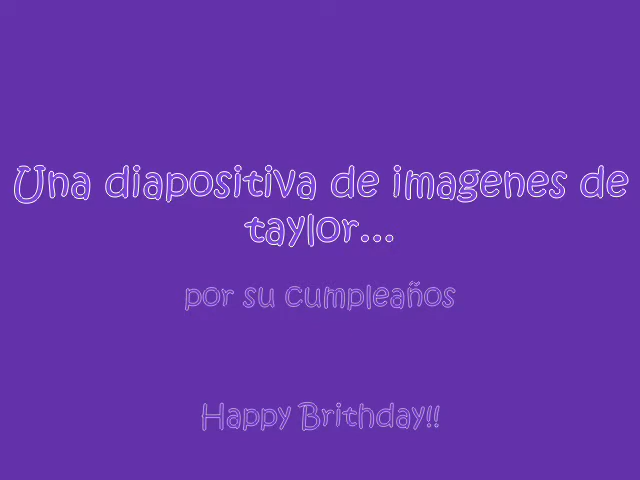 Una diapositiva de imagenes de
taylor...
por su cumpleaños
Happy Brithday!!